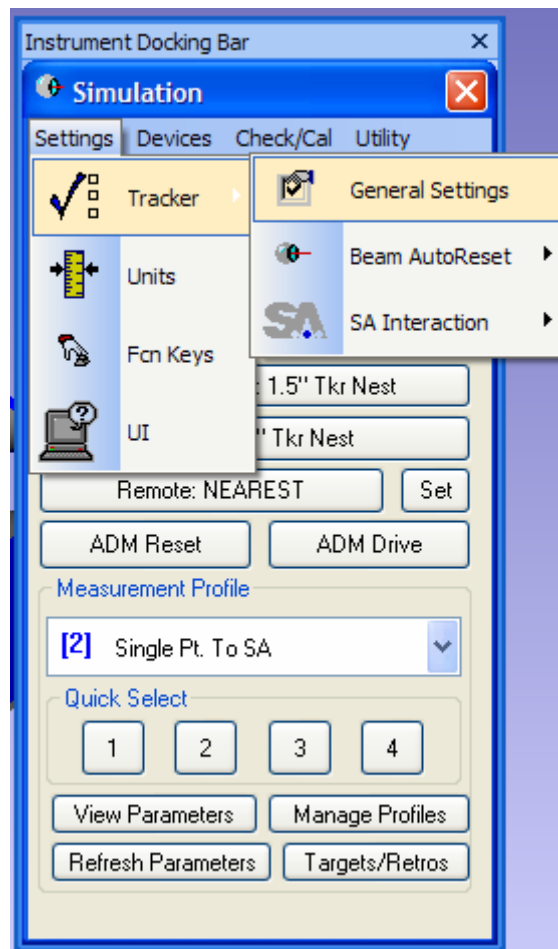 Instrument Docking Bar
Simulation
Settings Devices Check/Cal Utility
Tracker
General Settings
Units
Beam AutoReset
SA
SA Interaction
Fcn Keys
: 1.5" Tkr Nest
UI
" Tkr Nest
Remote: NEAREST
Set
ADM Reset
ADM Drive
Measurement Profile
[2] Single Pt. To SA
Quick Select
1 2 3 4
View Parameters
Manage Profiles
Refresh Parameters
Targets/Retros